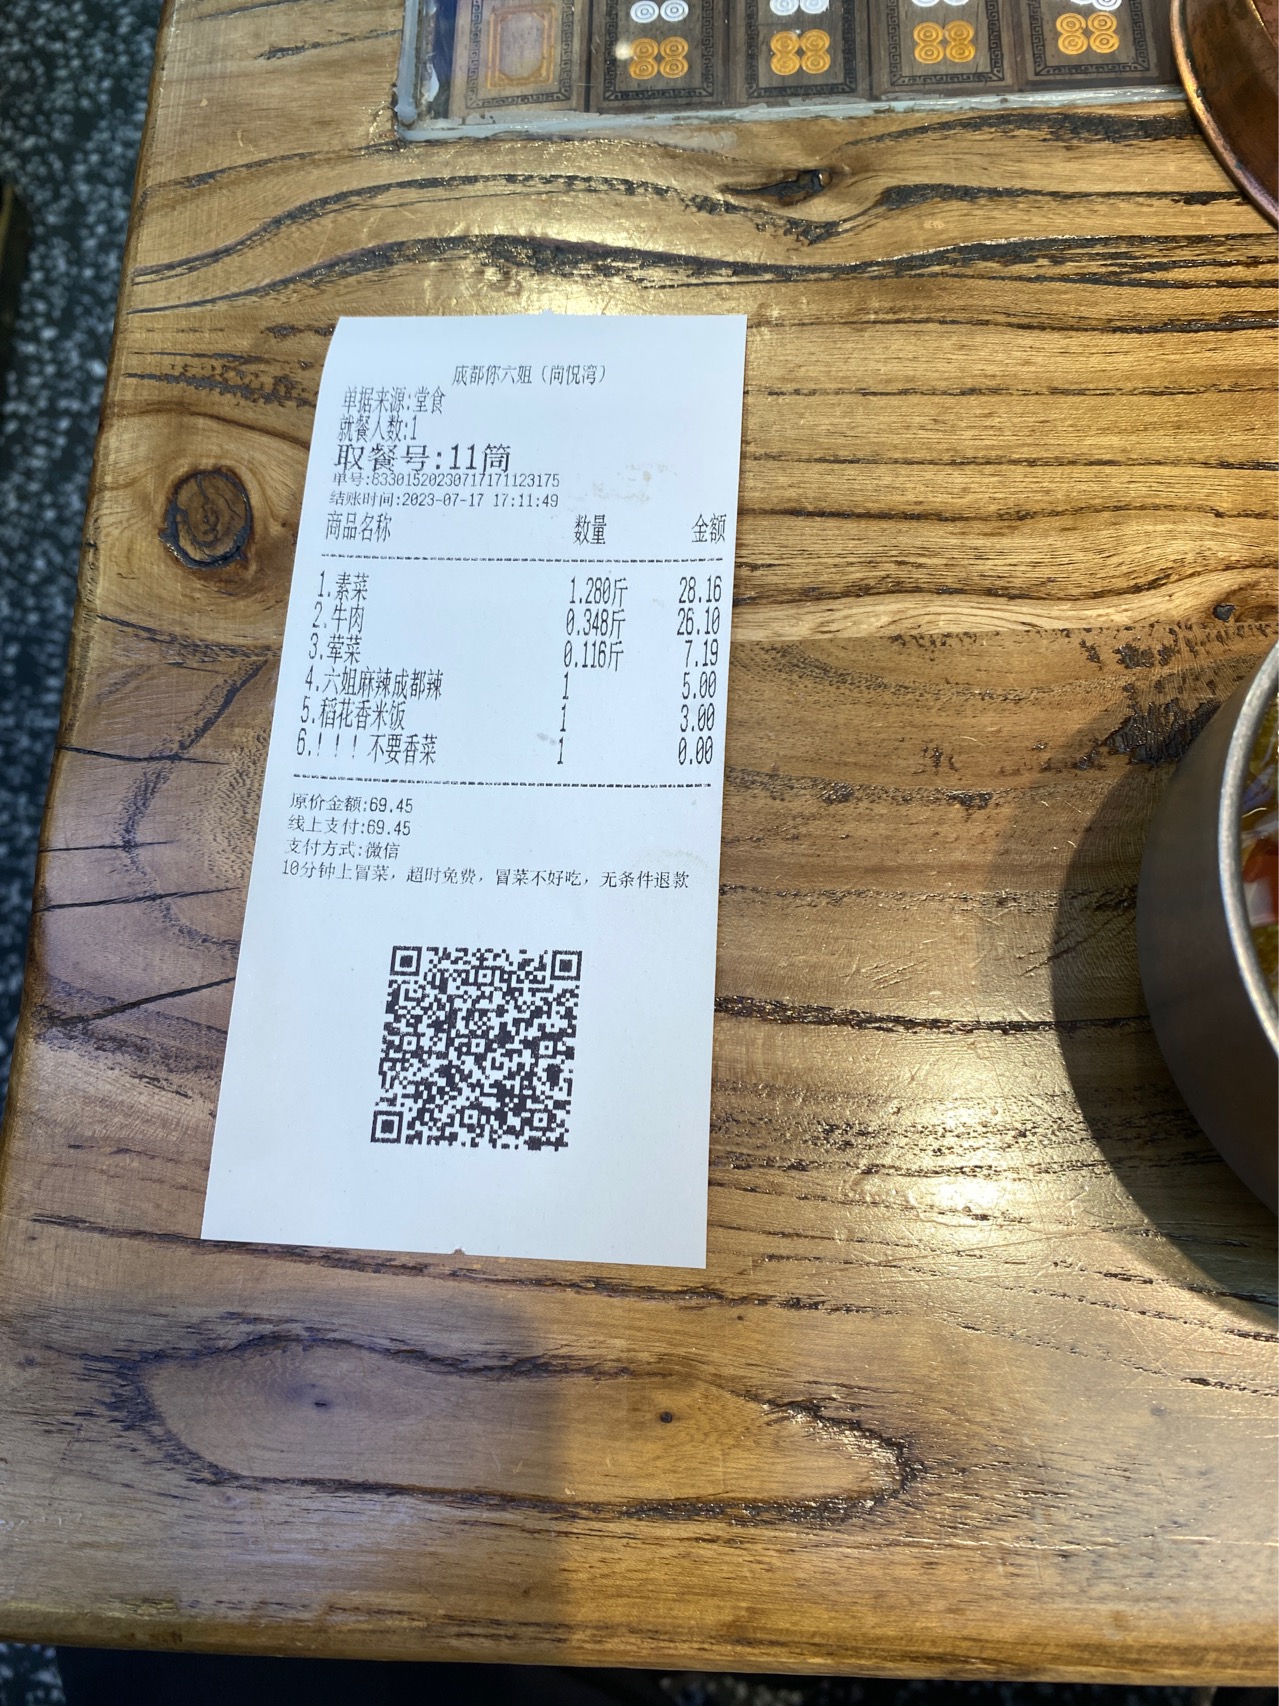 成都你六姐（尚悦湾）
单据来源:堂食
就餐人数:1
取餐号:11筒
单号:83301520230717171123175
结账时间:2023-07-17 17:11:49
商品名称 数量 金额
1.素菜 1.280斤 28.16
2.牛肉 0.348斤 26.10
3.荤菜 0.116斤 7.19
4.六姐麻辣成都辣 1 5.00
5.稻花香米饭 1 3.00
6.！！！不要香菜 1 0.00
原价金额:69.45
线上支付:69.45
支付方式:微信
10分钟上冒菜，超时免费，冒菜不好吃，无条件退款